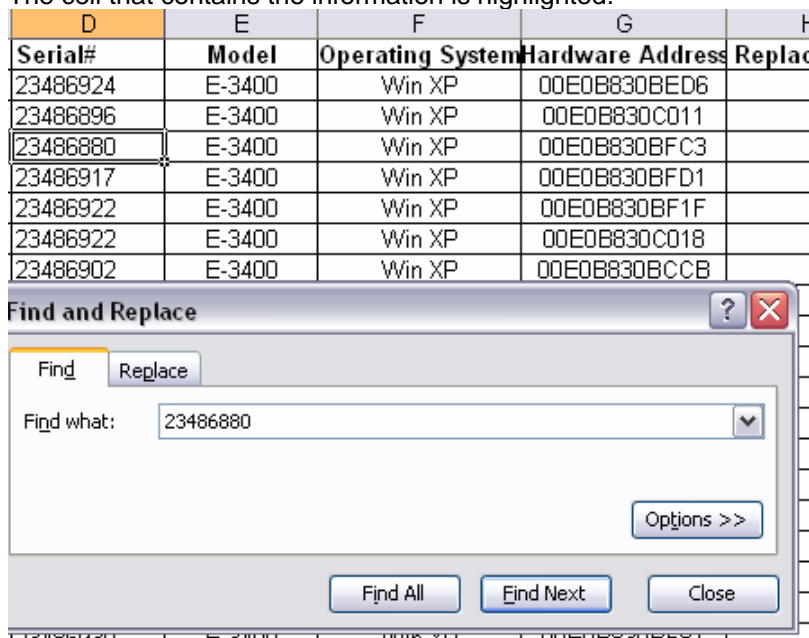 The cell that contains the information is highlighted.
D E F G
Serial# Model Operating System Hardware Address Replac
23486924 E-3400 Win XP 00E0B830BED6
23486896 E-3400 Win XP 00E0B830C011
23486880 E-3400 Win XP 00E0B830BFC3
23486917 E-3400 Win XP 00E0B830BFD1
23486922 E-3400 Win XP 00E0B830BF1F
23486922 E-3400 Win XP 00E0B830C018
23486902 E-3400 Win XP 00E0B830BCCB
Find and Replace ?
Find Replace
Find what: 23486880
Options >>
Find All Find Next Close